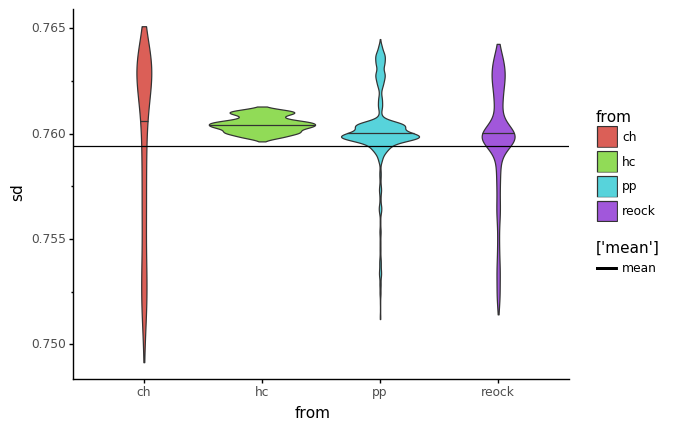 0.765
0.760
0.755
0.750
sd
ch
hc
pp
reock
from
from
ch
hc
pp
reock
['mean']
mean